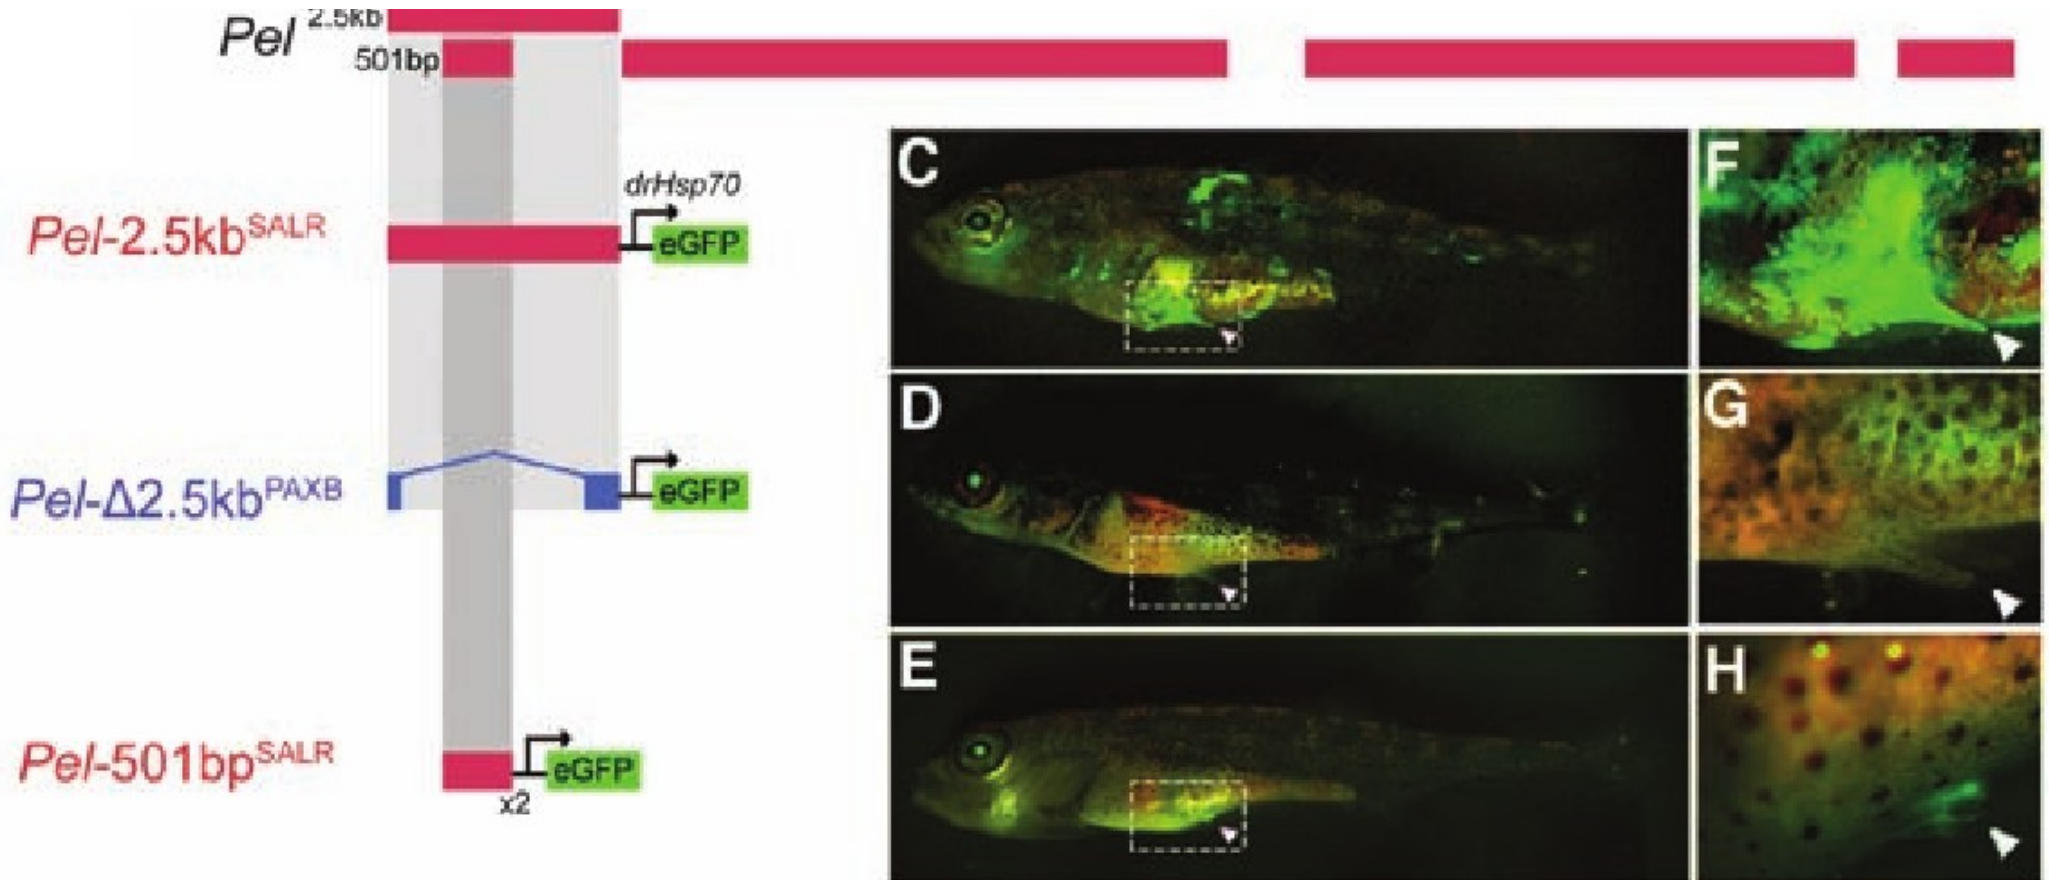 Pel 2.5kb
501bp
drHsp70
Pel-2.5kbSALR
eGFP
Pel-Δ2.5kbPAXB
eGFP
Pel-501bpSALR
eGFP
x2
C
F
D
G
E
H